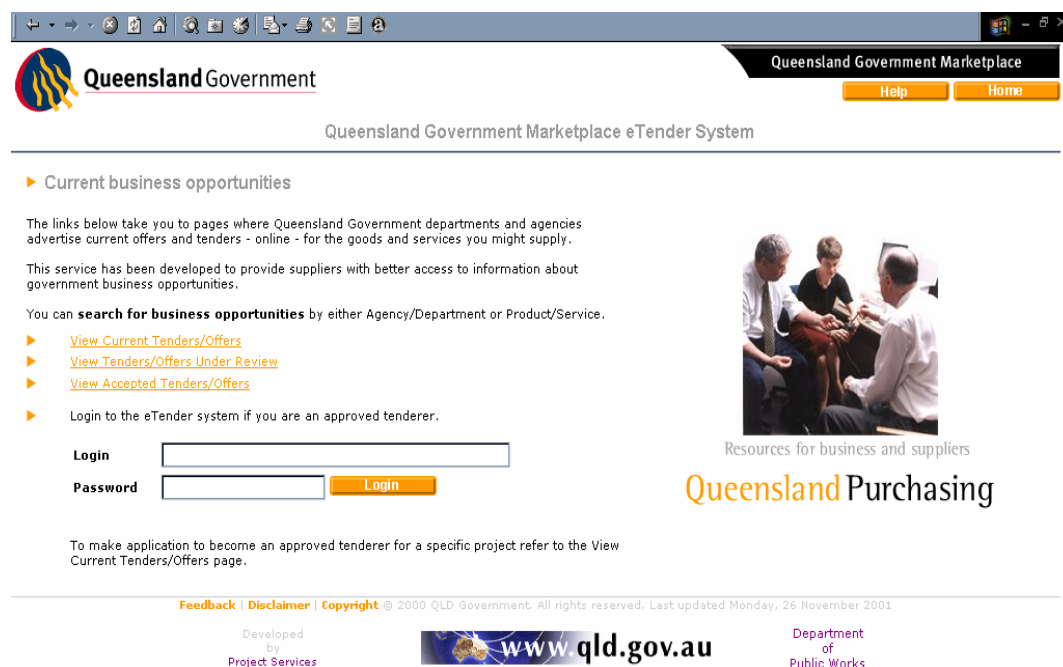 Queensland Government
Queensland Government Marketplace
Help
Home
Queensland Government Marketplace eTender System
Current business opportunities
The links below take you to pages where Queensland Government departments and agencies
advertise current offers and tenders - online - for the goods and services you might supply.
This service has been developed to provide suppliers with better access to information about
government business opportunities.
You can search for business opportunities by either Agency/Department or Product/Service.
View Current Tenders/Offers
View Tenders/Offers Under Review
View Accepted Tenders/Offers
Login to the eTender system if you are an approved tenderer.
Login
Password
Login
Resources for business and suppliers
Queensland Purchasing
To make application to become an approved tenderer for a specific project refer to the View
Current Tenders/Offers page.
Feedback | Disclaimer | Copyright © 2000 QLD Government. All rights reserved. Last updated Monday, 26 November 2001
Developed
by
Project Services
www.qld.gov.au
Department
of
Public Works